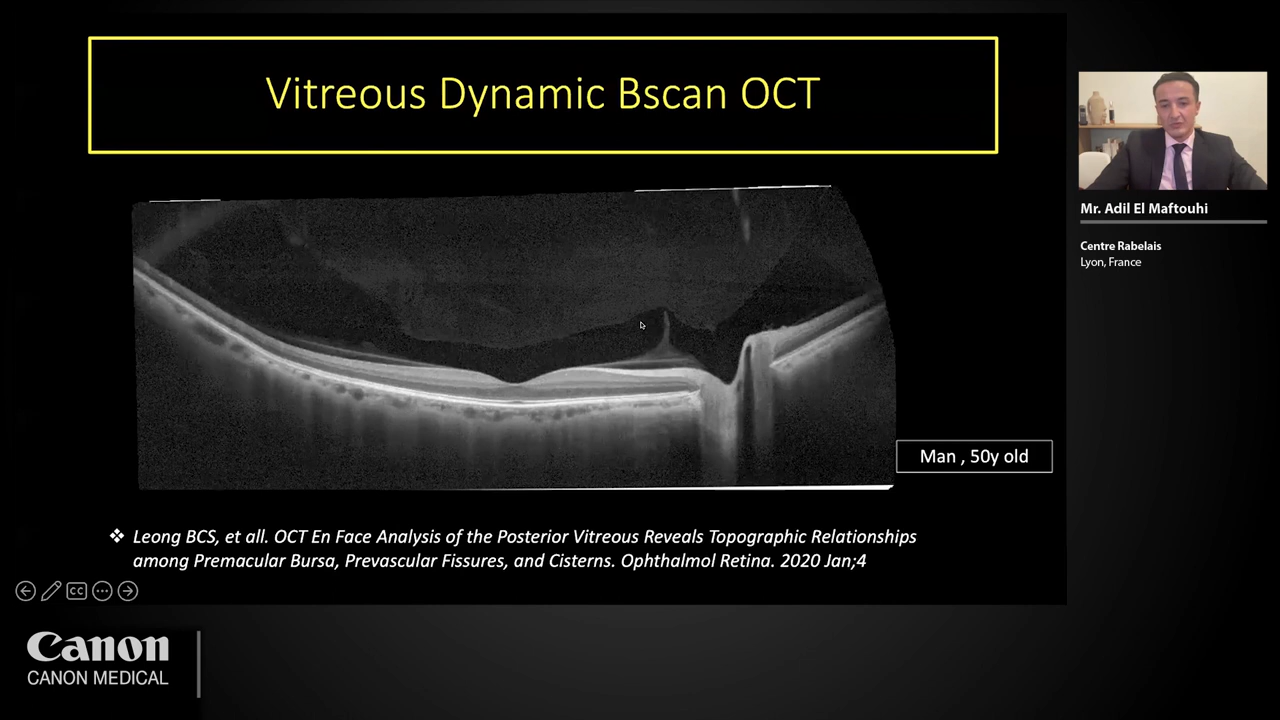 Vitreous Dynamic Bscan OCT
Mr. Adil El Maftouhi
Centre Rabelais
Lyon, France
Man , 50y old
❖ Leong BCS, et all. OCT En Face Analysis of the Posterior Vitreous Reveals Topographic Relationships
among Premacular Bursa, Prevascular Fissures, and Cisterns. Ophthalmol Retina. 2020 Jan;4
CC
Canon
CANON MEDICAL